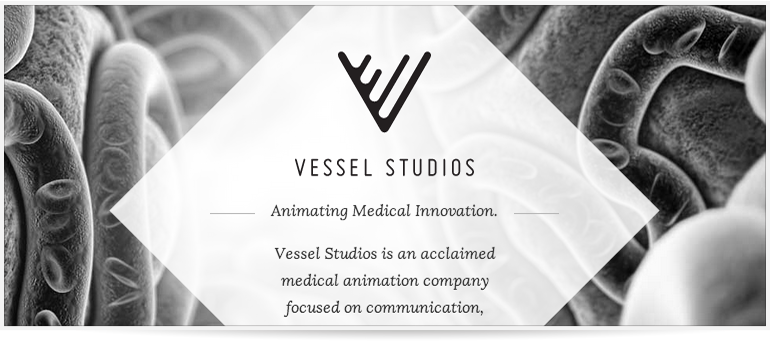 VESSEL STUDIOS
Animating Medical Innovation.
Vessel Studios is an acclaimed
medical animation company
focused on communication,